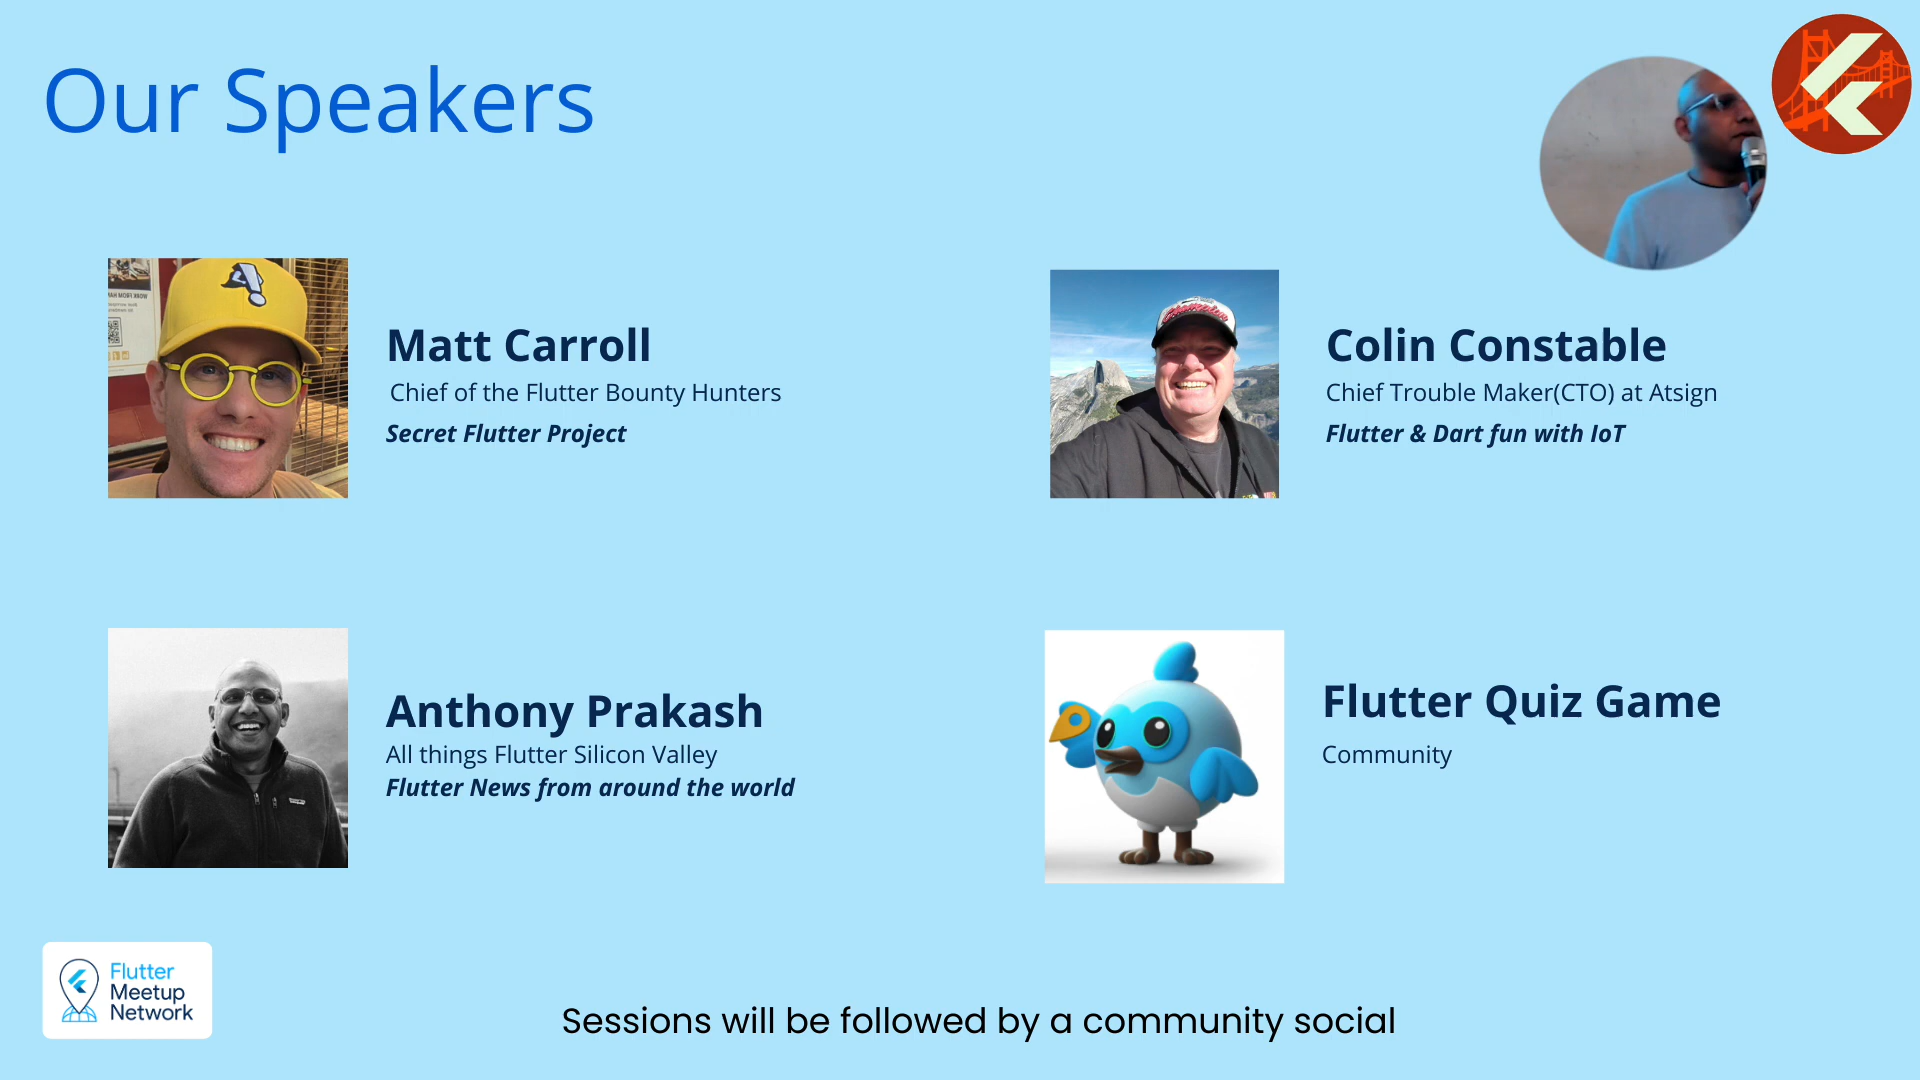 Our Speakers
Matt Carroll
Chief of the Flutter Bounty Hunters
Secret Flutter Project
Colin Constable
Chief Trouble Maker(CTO) at Atsign
Flutter & Dart fun with IoT
Anthony Prakash
All things Flutter Silicon Valley
Flutter News from around the world
Flutter Quiz Game
Community
Flutter
Meetup
Network
Sessions will be followed by a community social